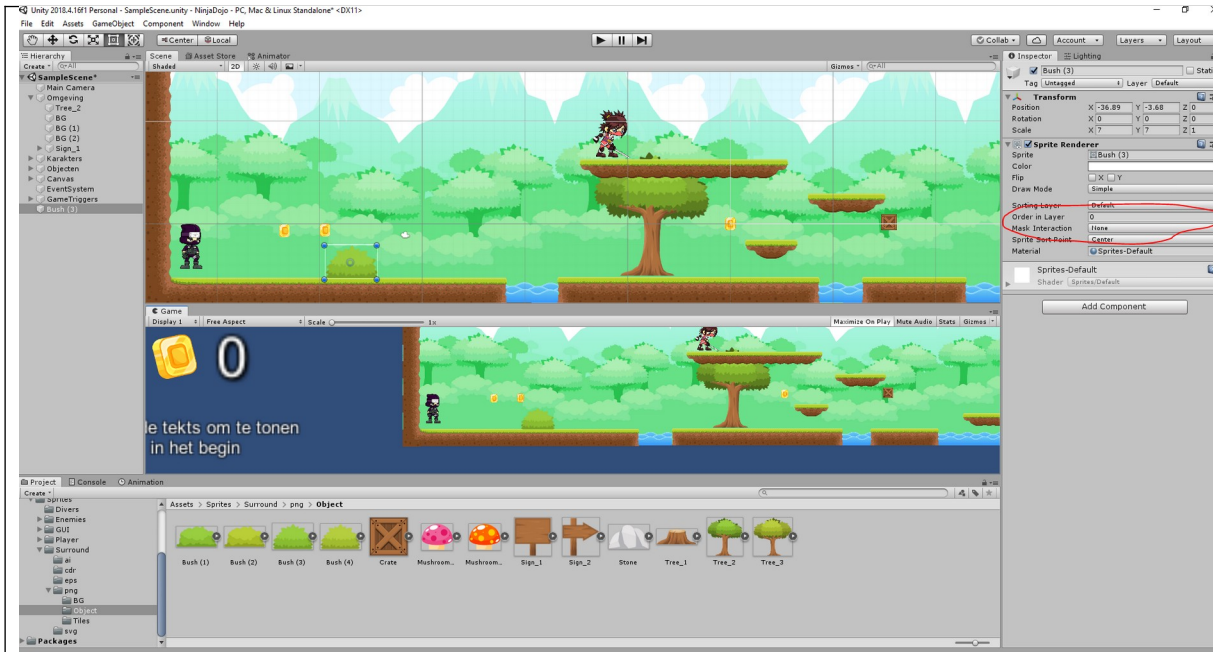 Unity 2018.4.16f1 Personal - SampleScene.unity - NinjaDojo - PC, Mac & Linux Standalone* <DX11>
File Edit Assets GameObject Component Window Help
Center Local
Collab Account Layers Layout
Hierarchy
Create All
SampleScene*
Main Camera
Omgeving
Tree_2
BG
BG (1)
BG (2)
Sign_1
Karakters
Objecten
Canvas
EventSystem
GameTriggers
Bush (3)
Scene Asset Store Animator
Shaded 2D Gizmos All
Game
Display 1 Free Aspect Scale 1x Maximize On Play Mute Audio Stats Gizmos
0
le tekts om te tonen
in het begin
Inspector Lighting
Bush (3) Stati
Tag Untagged Layer Default
Transform
Position X -36.89 Y -3.68 Z 0
Rotation X 0 Y 0 Z 0
Scale X 7 Y 7 Z 1
Sprite Renderer
Sprite Bush (3)
Color
Flip X Y
Draw Mode Simple
Sorting Layer Default
Order in Layer 0
Mask Interaction None
Sprite Sort Point Center
Material Sprites-Default
Sprites-Default
Shader Sprites/Default
Add Component
Project Console Animation
Create
Sprites
Divers
Enemies
GUI
Player
Surround
ai
cdr
eps
png
BG
Object
Tiles
svg
Packages
Assets > Sprites > Surround > png > Object
Bush (1) Bush (2) Bush (3) Bush (4) Crate Mushroom... Mushroom... Sign_1 Sign_2 Stone Tree_1 Tree_2 Tree_3